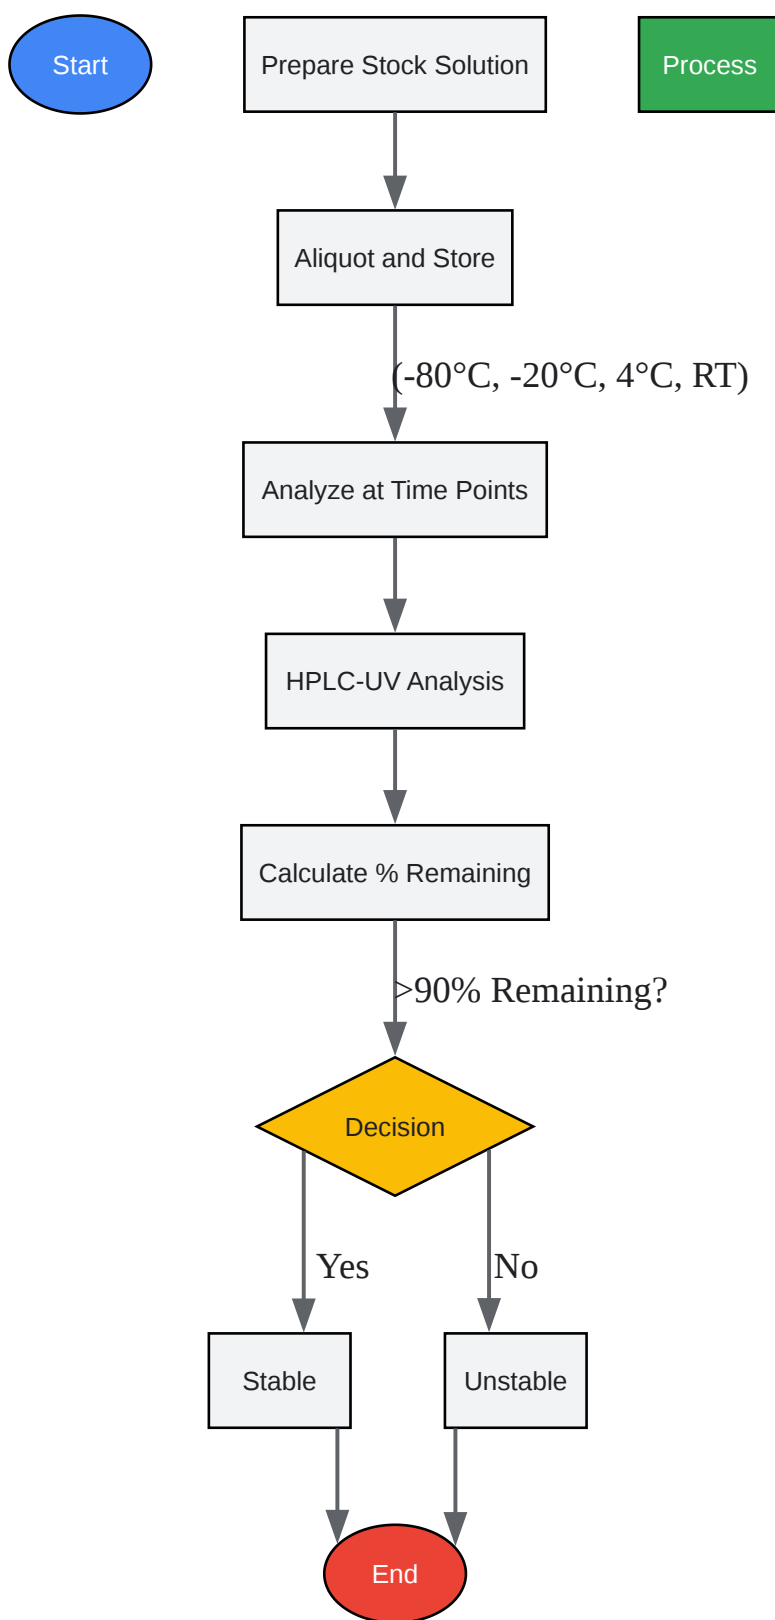 Start
Prepare Stock Solution
Process
Aliquot and Store
(-80°C, -20°C, 4°C, RT)
Analyze at Time Points
HPLC-UV Analysis
Calculate % Remaining
>90% Remaining?
Decision
Yes
No
Stable
Unstable
End